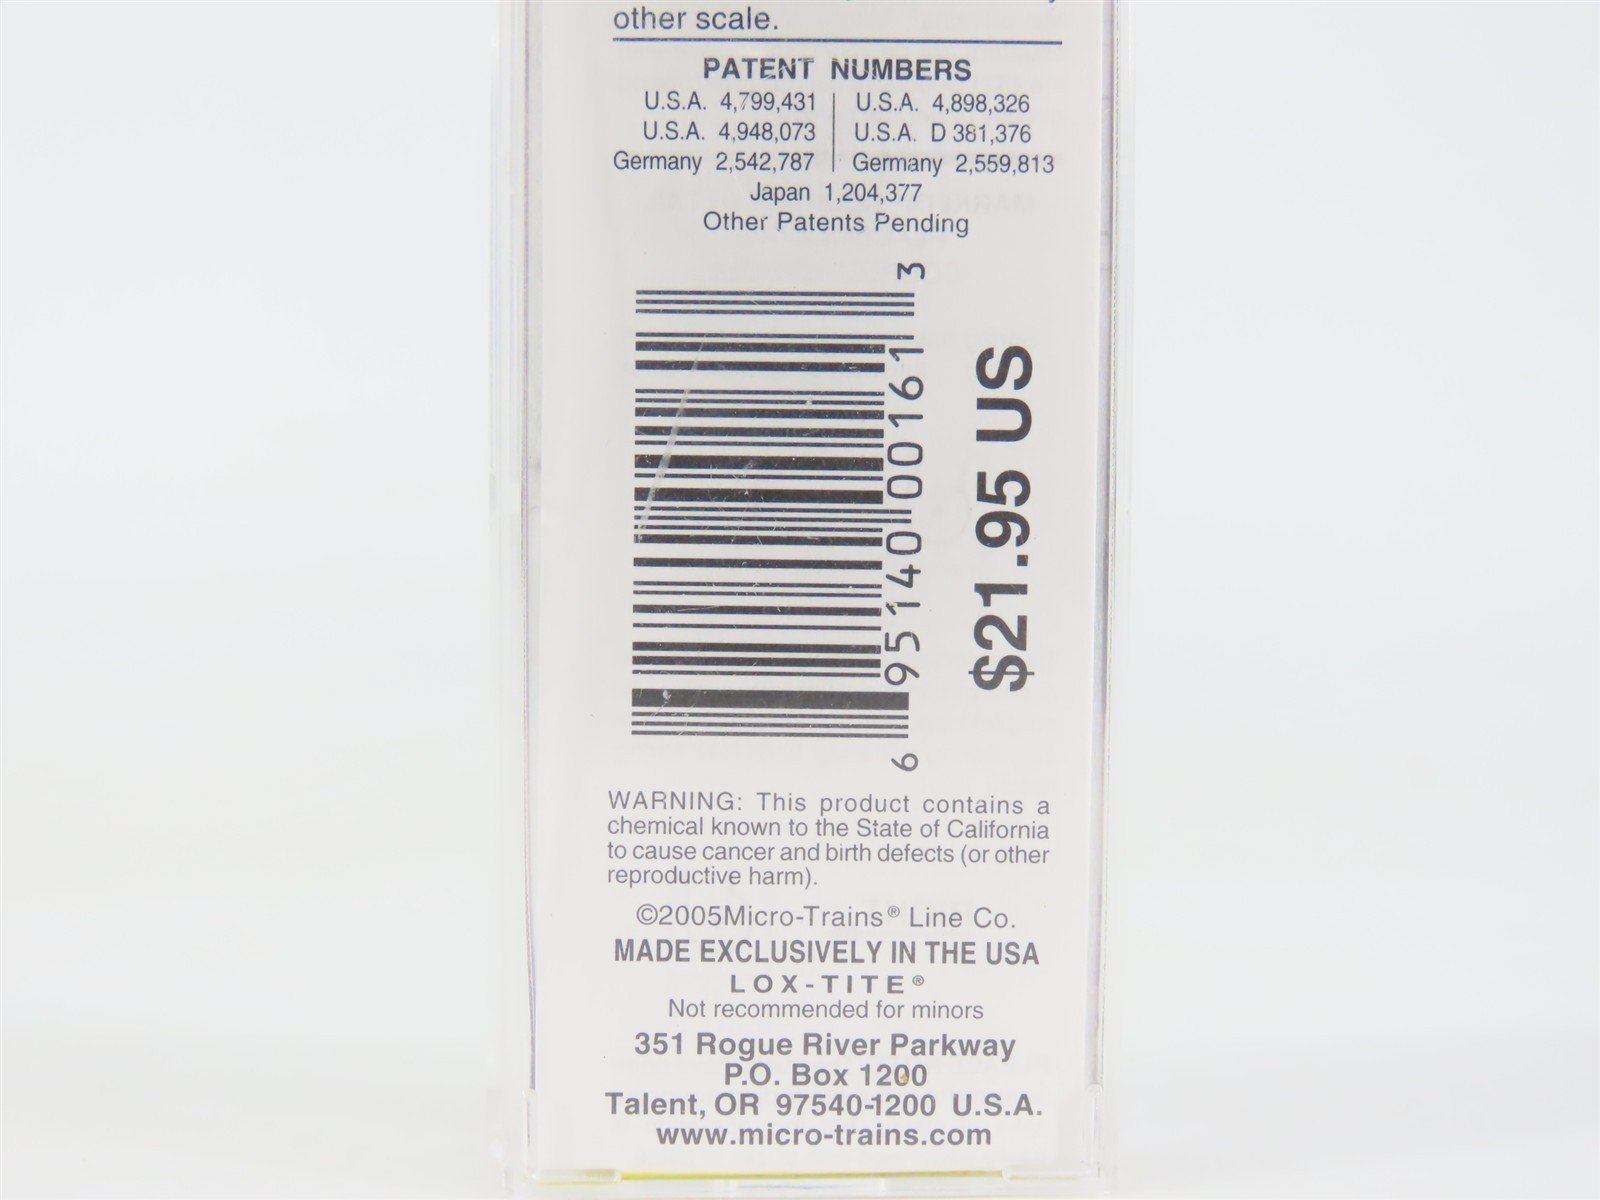 other scale.
PATENT NUMBERS
U.S.A. 4,799,431 | U.S.A. 4,898,326
U.S.A. 4,948,073 | U.S.A. D 381,376
Germany 2,542,787 | Germany 2,559,813
Japan 1,204,377
Other Patents Pending
6 95140 00161 3
$21.95 US
WARNING: This product contains a
chemical known to the State of California
to cause cancer and birth defects (or other
reproductive harm).
©2005Micro-Trains® Line Co.
MADE EXCLUSIVELY IN THE USA
LOX-TITE®
Not recommended for minors
351 Rogue River Parkway
P.O. Box 1200
Talent, OR 97540-1200 U.S.A.
www.micro-trains.com